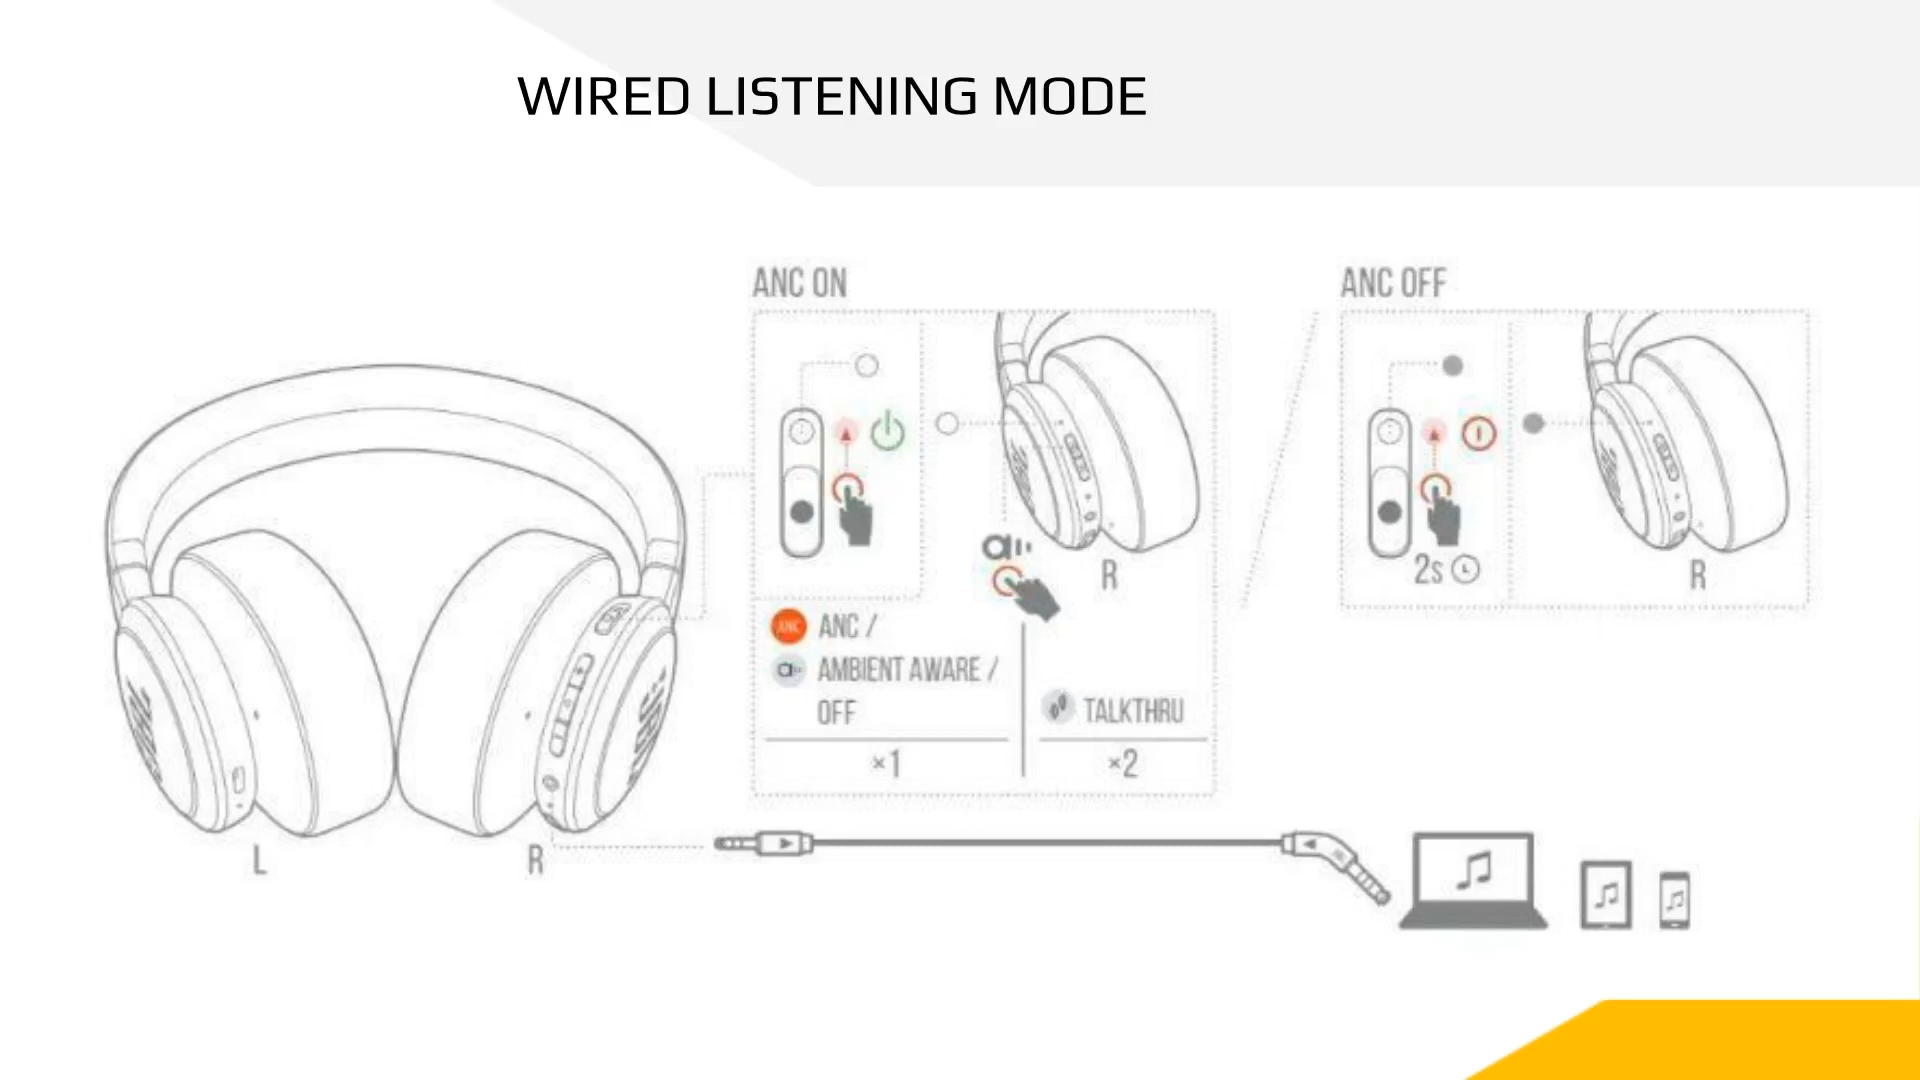 WIRED LISTENING MODE
ANC ON
ANC OFF
R
2s
R
ANC ANC /
AMBIENT AWARE /
OFF
TALKTHRU
×1
×2
L
R